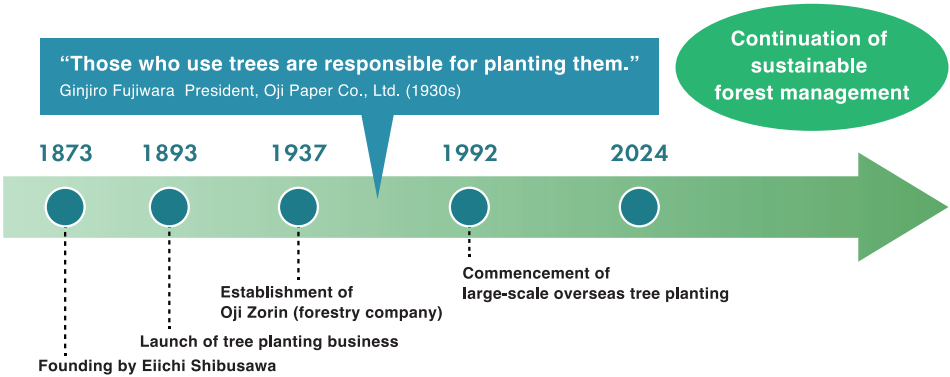 “Those who use trees are responsible for planting them.”
Ginjiro Fujiwara President, Oji Paper Co., Ltd. (1930s)
Continuation of
sustainable
forest management
1873
1893
1937
1992
2024
Commencement of
large-scale overseas tree planting
Establishment of
Oji Zorin (forestry company)
Launch of tree planting business
Founding by Eiichi Shibusawa